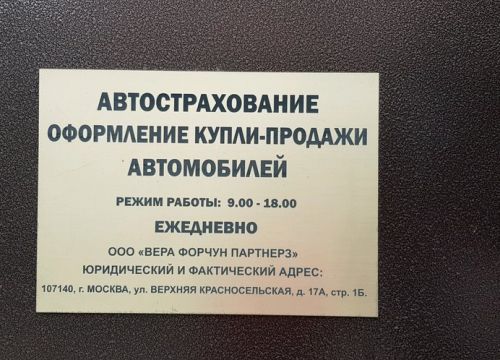 АВТОСТРАХОВАНИЕ
ОФОРМЛЕНИЕ КУПЛИ-ПРОДАЖИ
АВТОМОБИЛЕЙ
РЕЖИМ РАБОТЫ: 9.00 - 18.00
ЕЖЕДНЕВНО
ООО «ВЕРА ФОРЧУН ПАРТНЕРЗ»
ЮРИДИЧЕСКИЙ И ФАКТИЧЕСКИЙ АДРЕС:
107140, г. МОСКВА, ул. ВЕРХНЯЯ КРАСНОСЕЛЬСКАЯ, д. 17А, стр. 1Б.